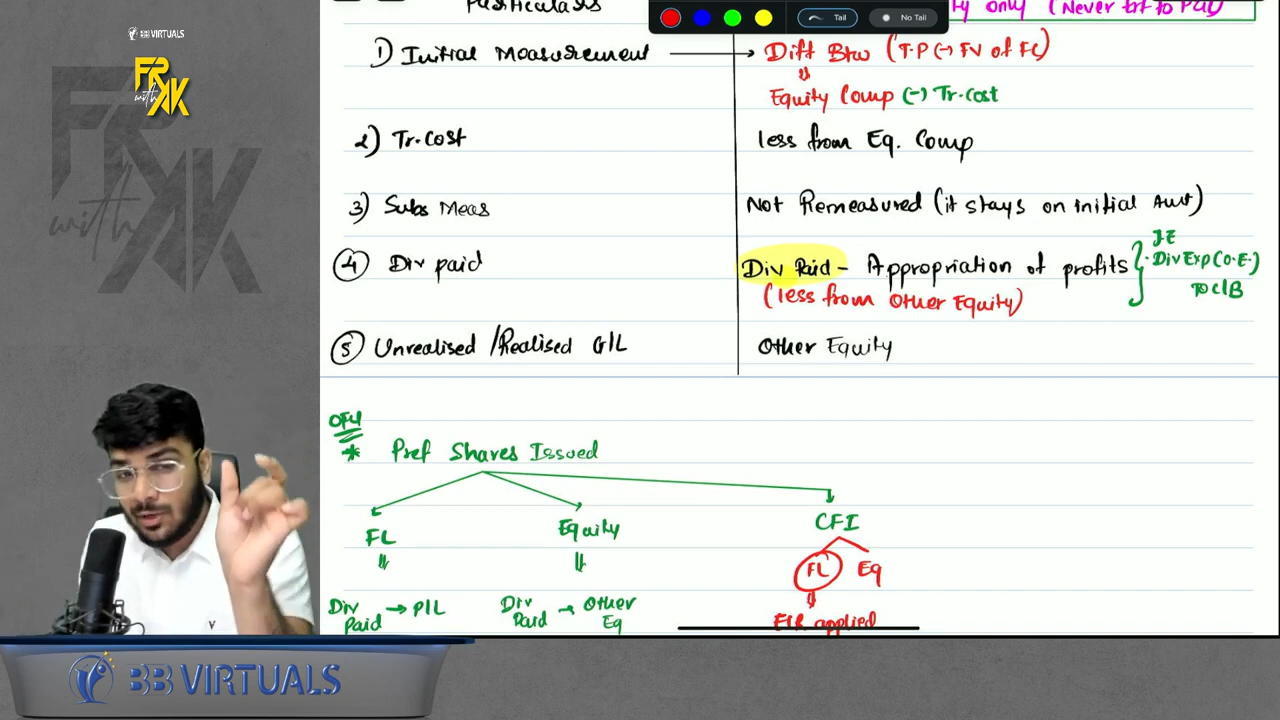 BB VIRTUALS
FR
with
AK
FR
with
AK
Particulars
Tail
No Tail
only (Never trf to P&L)
1) Initial Measurement → Diff Btw (T.P (-) FV of FL)
Equity Comp (-) Tr.Cost
2) Tr.Cost
less from Eq. Comp
3) Subs Meas
Not Remeasured (it stays on initial Amt)
4 Div paid
Div Paid - Appropriation of profits
(less from Other Equity)
J.E
Div Exp (O.E.)
To C/B
5 Unrealised / Realised G/L
Other Equity
* Pref Shares Issued
FL
Equity
CFI
FL Eq
Div Paid → P/L
Div Paid → Other Eq
EIR applied
BB VIRTUALS